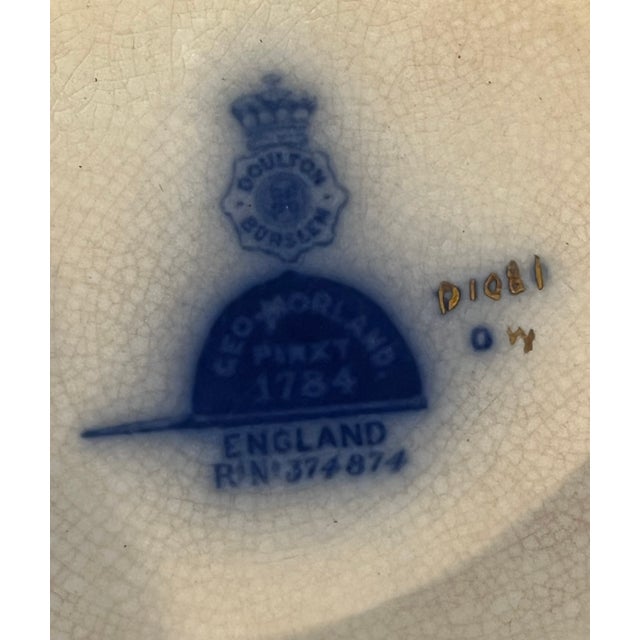 DOULTON
BURSLEM
GEO-MORLAND.
PINXT
1784
ENGLAND
Rᵈ Nº 374874
D1081
O W